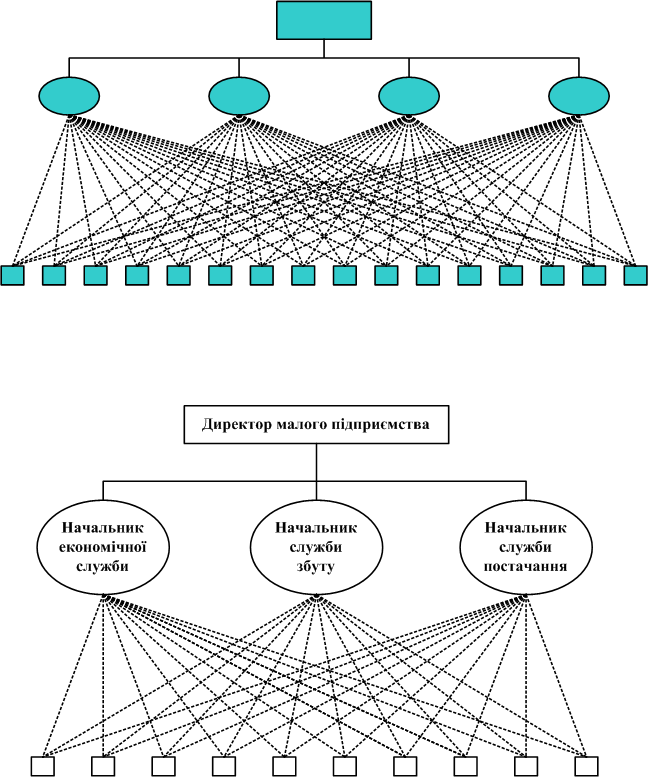 Директор малого підприємства
Начальник
економічної
служби
Начальник
служби
збуту
Начальник
служби
постачання